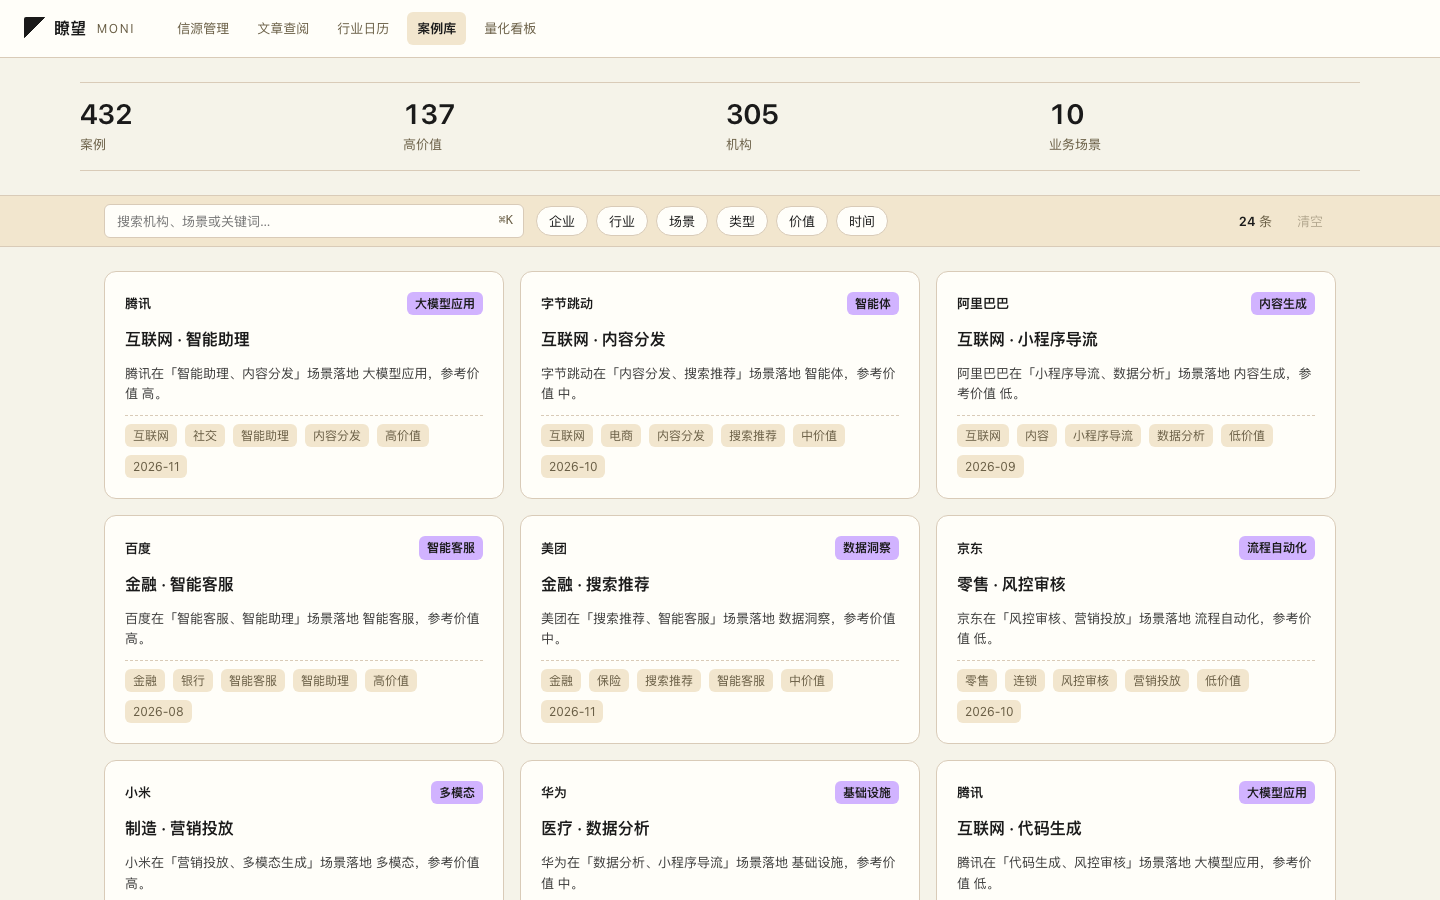 瞭望 MONI 信源管理 文章查阅 行业日历 案例库 量化看板
432 137 305 10
案例 高价值 机构 业务场景
搜索机构、场景或关键词... ⌘K 企业 行业 场景 类型 价值 时间 24 条 清空
腾讯 大模型应用
互联网 · 智能助理
腾讯在「智能助理、内容分发」场景落地 大模型应用，参考价
值 高。
互联网 社交 智能助理 内容分发 高价值
2026-11
字节跳动 智能体
互联网 · 内容分发
字节跳动在「内容分发、搜索推荐」场景落地 智能体，参考价
值 中。
互联网 电商 内容分发 搜索推荐 中价值
2026-10
阿里巴巴 内容生成
互联网 · 小程序导流
阿里巴巴在「小程序导流、数据分析」场景落地 内容生成，参
考价值 低。
互联网 内容 小程序导流 数据分析 低价值
2026-09
百度 智能客服
金融 · 智能客服
百度在「智能客服、智能助理」场景落地 智能客服，参考价值
高。
金融 银行 智能客服 智能助理 高价值
2026-08
美团 数据洞察
金融 · 搜索推荐
美团在「搜索推荐、智能客服」场景落地 数据洞察，参考价值
中。
金融 保险 搜索推荐 智能客服 中价值
2026-11
京东 流程自动化
零售 · 风控审核
京东在「风控审核、营销投放」场景落地 流程自动化，参考价
值 低。
零售 连锁 风控审核 营销投放 低价值
2026-10
小米 多模态
制造 · 营销投放
小米在「营销投放、多模态生成」场景落地 多模态，参考价值
高。
华为 基础设施
医疗 · 数据分析
华为在「数据分析、小程序导流」场景落地 基础设施，参考价
值 中。
腾讯 大模型应用
互联网 · 代码生成
腾讯在「代码生成、风控审核」场景落地 大模型应用，参考价
值 低。